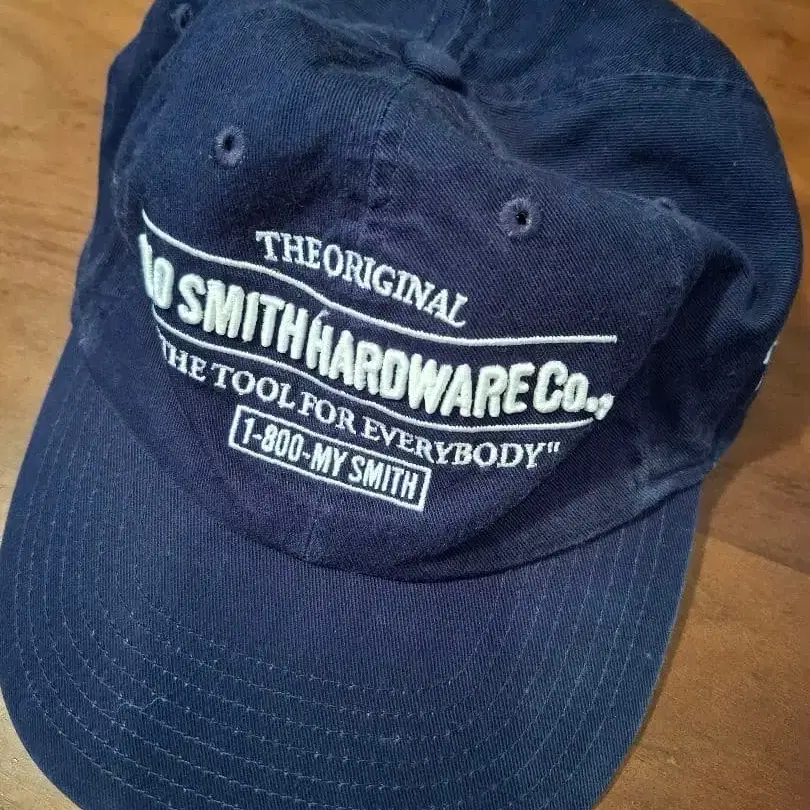 THE ORIGINAL
SMITH HARDWARE Co.,
THE TOOL FOR EVERYBODY"
1-800-MY SMITH